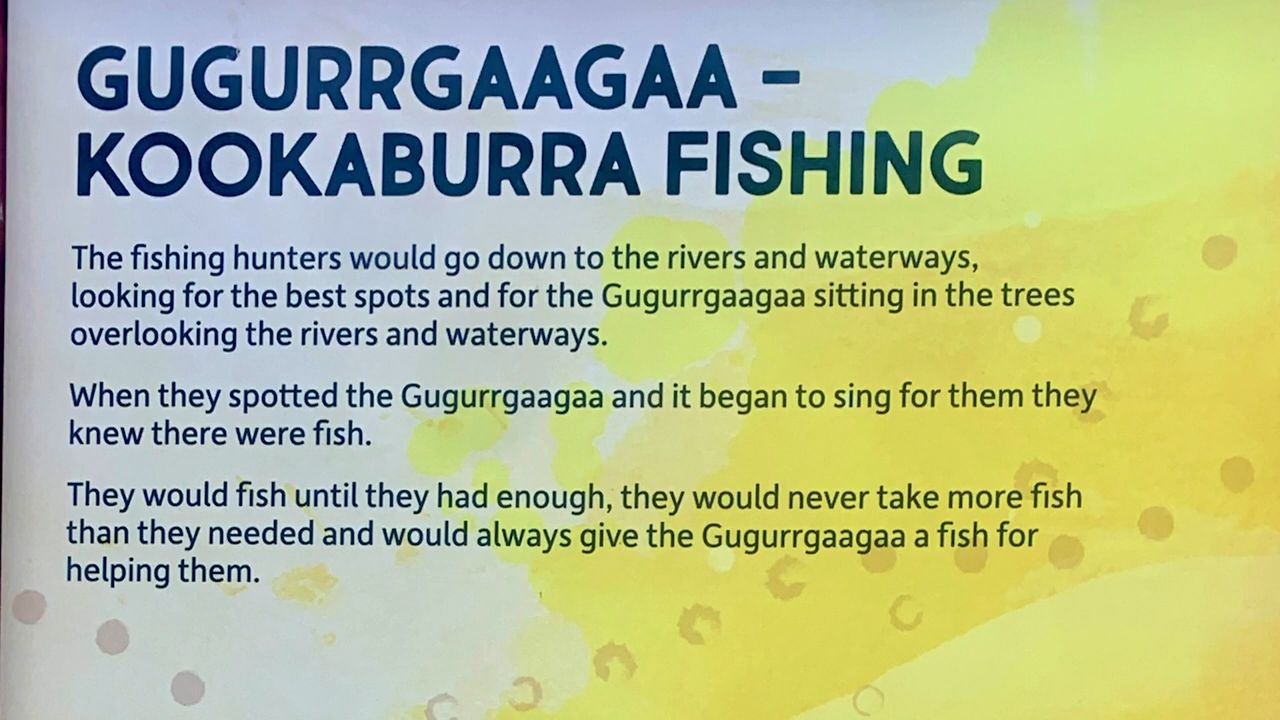 GUGURRGAAGAA –
KOOKABURRA FISHING
The fishing hunters would go down to the rivers and waterways,
looking for the best spots and for the Gugurrgaagaa sitting in the trees
overlooking the rivers and waterways.
When they spotted the Gugurrgaagaa and it began to sing for them they
knew there were fish.
They would fish until they had enough, they would never take more fish
than they needed and would always give the Gugurrgaagaa a fish for
helping them.